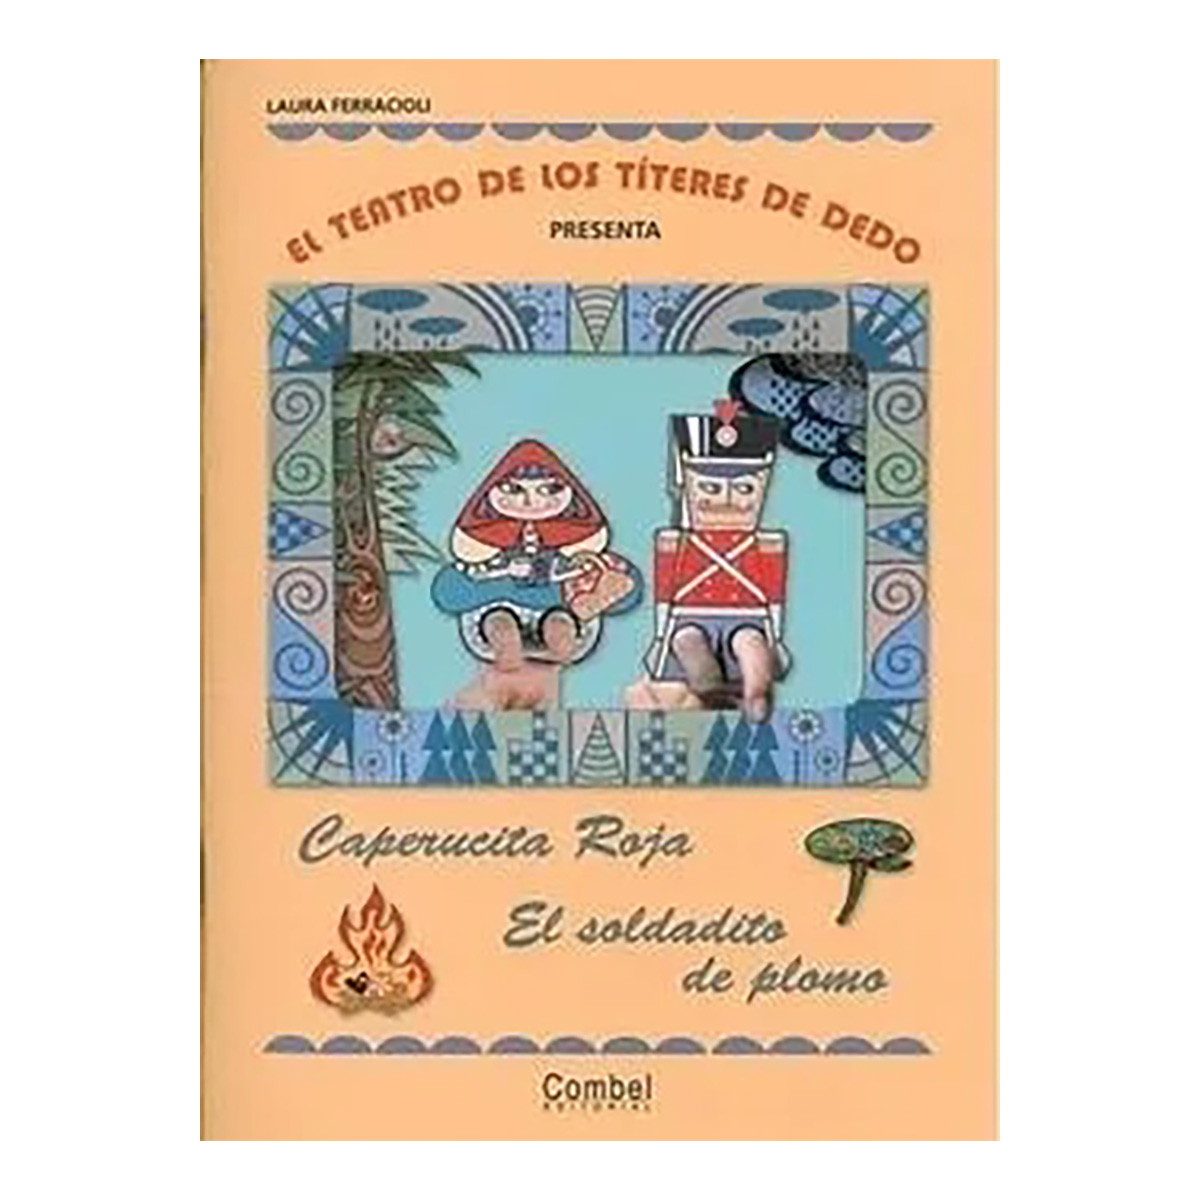 LAURA FERRACIOLI
EL TEATRO DE LOS TÍTERES DE DEDO
PRESENTA
Caperucita Roja
El soldadito
de plomo
Combel
EDITORIAL